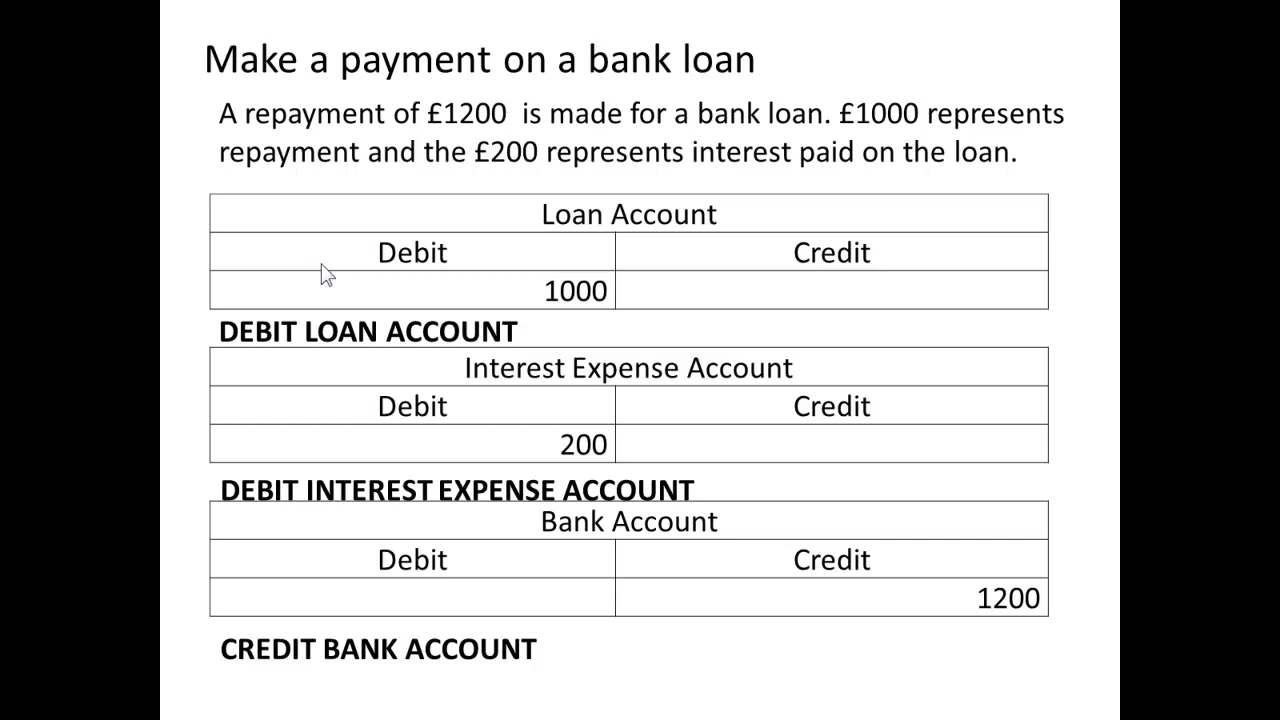 Make a payment on a bank loan
A repayment of £1200 is made for a bank loan. £1000 represents
repayment and the £200 represents interest paid on the loan.
Loan Account
Debit Credit
1000
DEBIT LOAN ACCOUNT
Interest Expense Account
Debit Credit
200
DEBIT INTEREST EXPENSE ACCOUNT
Bank Account
Debit Credit
1200
CREDIT BANK ACCOUNT